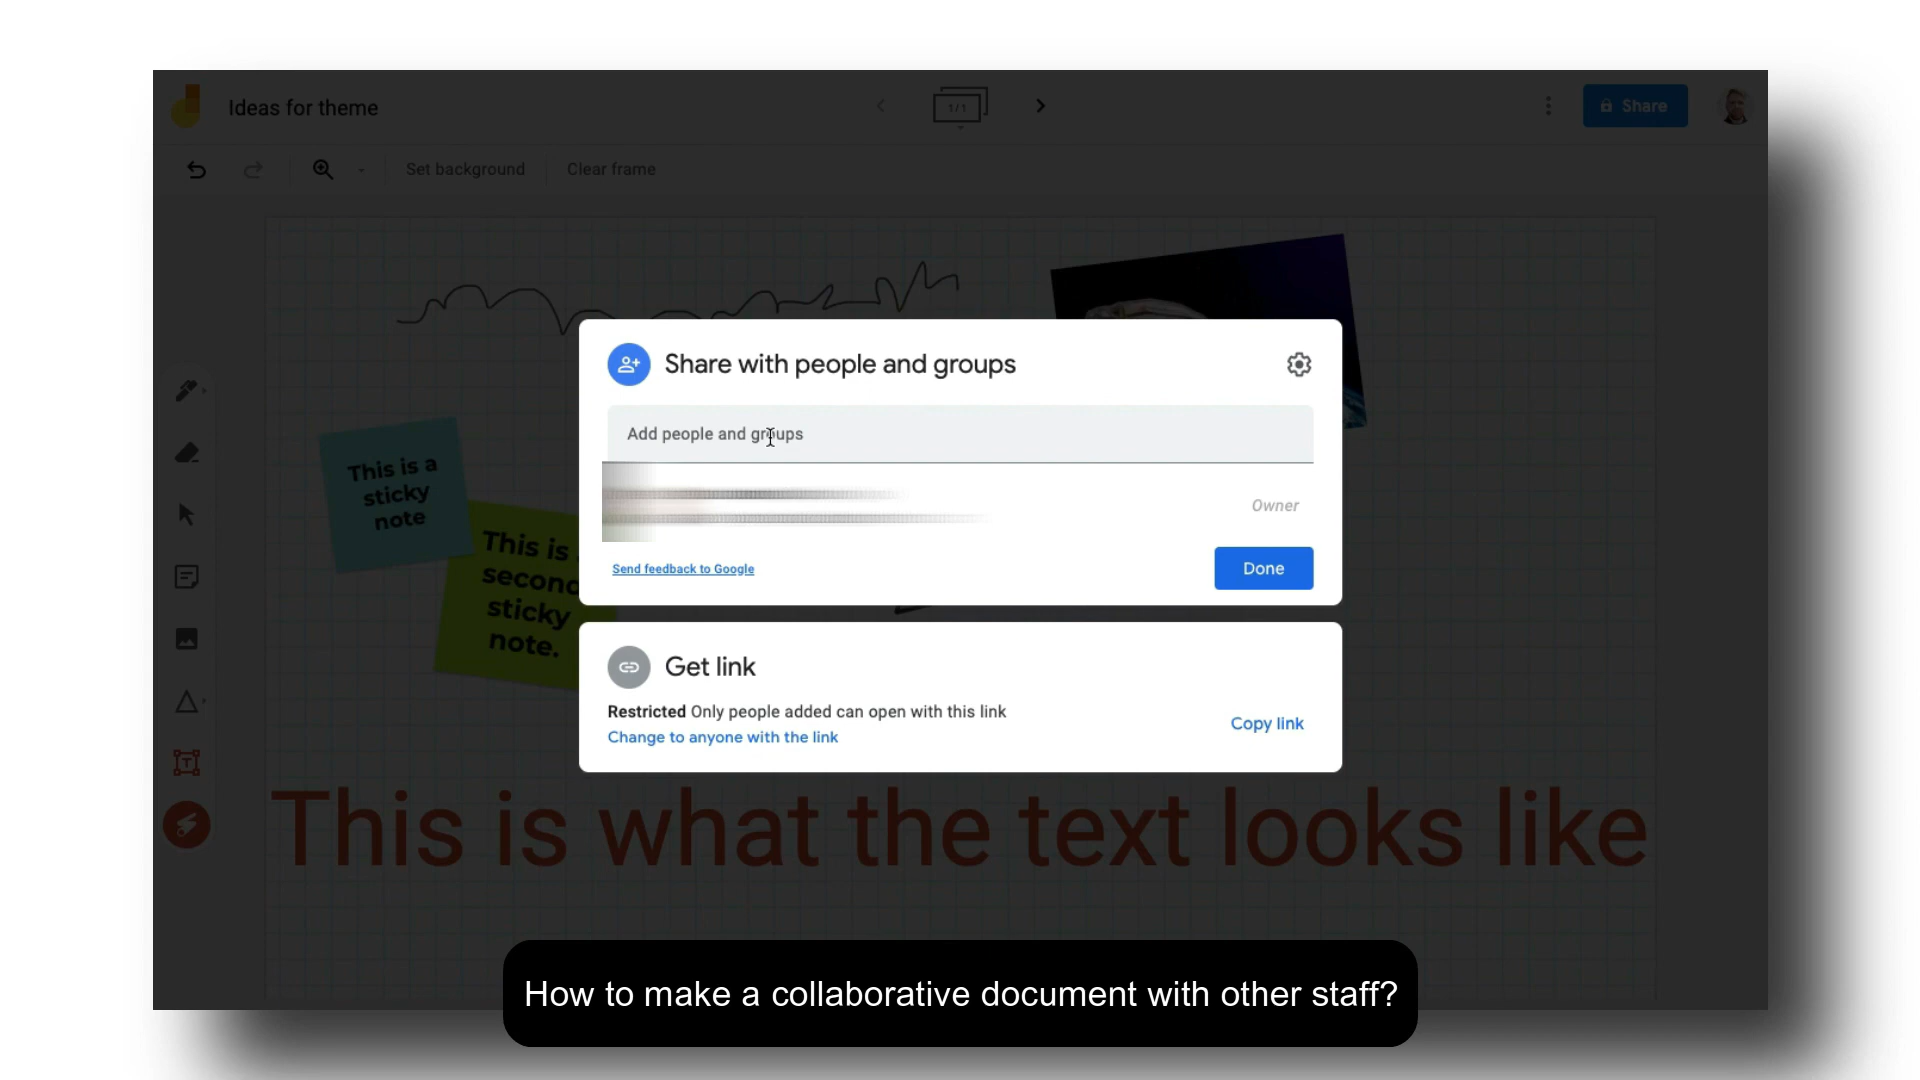 Ideas for theme
1/1
Share
Set background
Clear frame
Share with people and groups
Add people and groups
Owner
Send feedback to Google
Done
This is a
sticky
note
This is
second
sticky
note.
Get link
Restricted Only people added can open with this link
Change to anyone with the link
Copy link
This is what the text looks like
How to make a collaborative document with other staff?